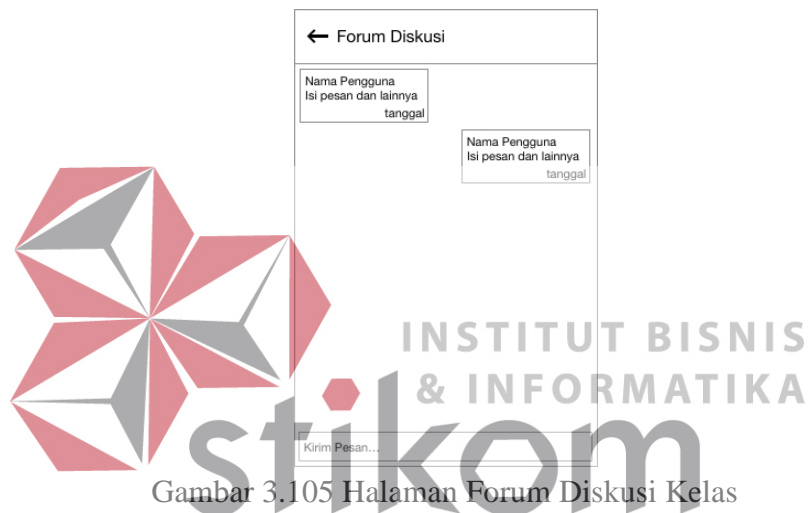 ← Forum Diskusi
Nama Pengguna
Isi pesan dan lainnya
tanggal
Nama Pengguna
Isi pesan dan lainnya
tanggal
INSTITUT BISNIS
& INFORMATIKA
stikom
Kirim Pesan...
Gambar 3.105 Halaman Forum Diskusi Kelas